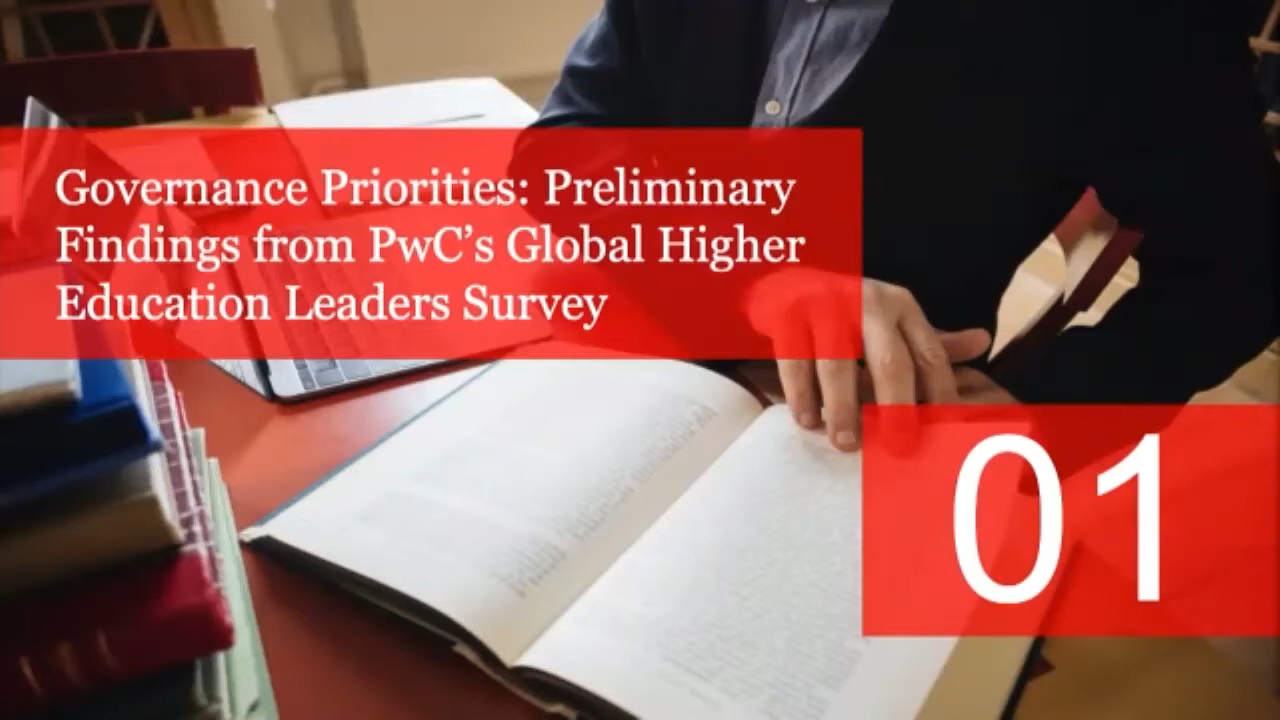 Governance Priorities: Preliminary
Findings from PwC’s Global Higher
Education Leaders Survey
01